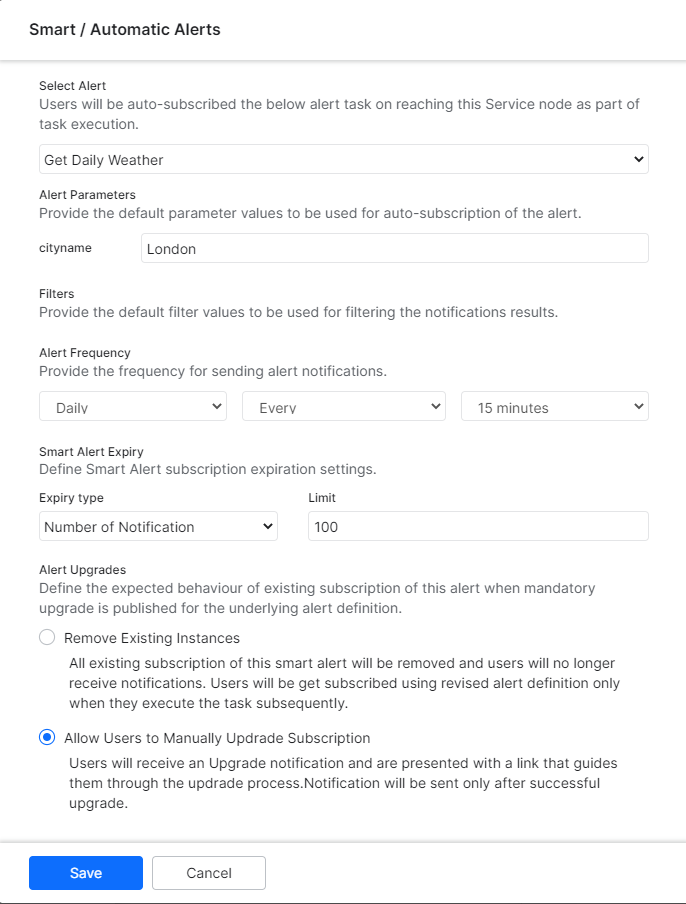 Smart / Automatic Alerts
Select Alert
Users will be auto-subscribed the below alert task on reaching this Service node as part of
task execution.
Get Daily Weather
Alert Parameters
Provide the default parameter values to be used for auto-subscription of the alert.
cityname London
Filters
Provide the default filter values to be used for filtering the notifications results.
Alert Frequency
Provide the frequency for sending alert notifications.
Daily Every 15 minutes
Smart Alert Expiry
Define Smart Alert subscription expiration settings.
Expiry type Limit
Number of Notification 100
Alert Upgrades
Define the expected behaviour of existing subscription of this alert when mandatory
upgrade is published for the underlying alert definition.
Remove Existing Instances
All existing subscription of this smart alert will be removed and users will no longer
receive notifications. Users will be get subscribed using revised alert definition only
when they execute the task subsequently.
Allow Users to Manually Updrade Subscription
Users will receive an Upgrade notification and are presented with a link that guides
them through the updrade process.Notification will be sent only after successful
upgrade.
Save Cancel